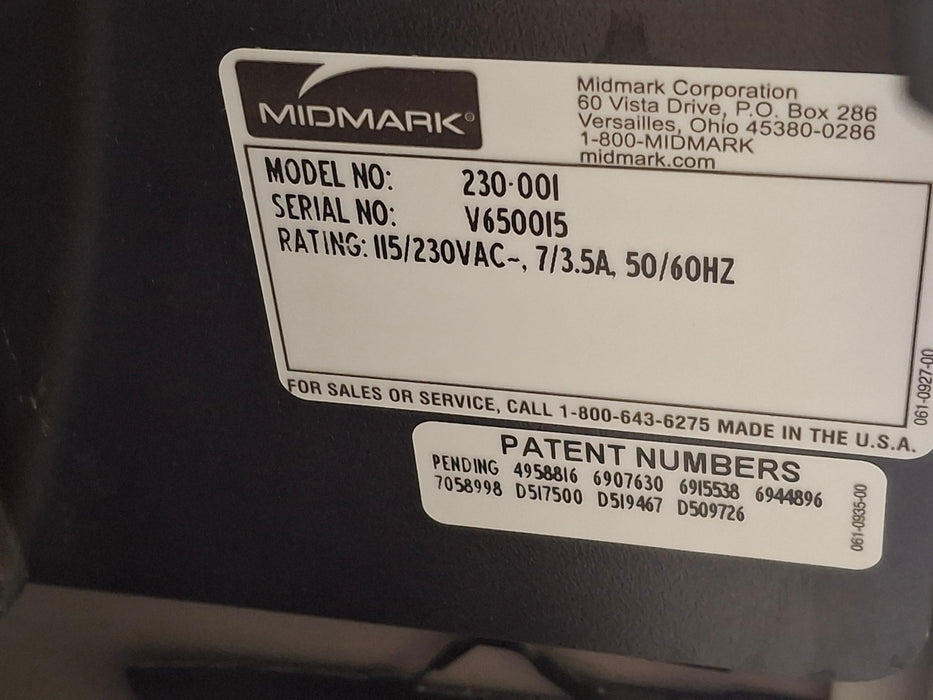 MIDMARK®
Midmark Corporation
60 Vista Drive, P.O. Box 286
Versailles, Ohio 45380-0286
1-800-MIDMARK
midmark.com
MODEL NO: 230-001
SERIAL NO: V650015
RATING: 115/230VAC~, 7/3.5A, 50/60HZ
FOR SALES OR SERVICE, CALL 1-800-643-6275 MADE IN THE U.S.A.
061-0927-00
PATENT NUMBERS
PENDING 4958816 6907630 6915538 6944896
7058998 D517500 D519467 D509726
061-0935-00